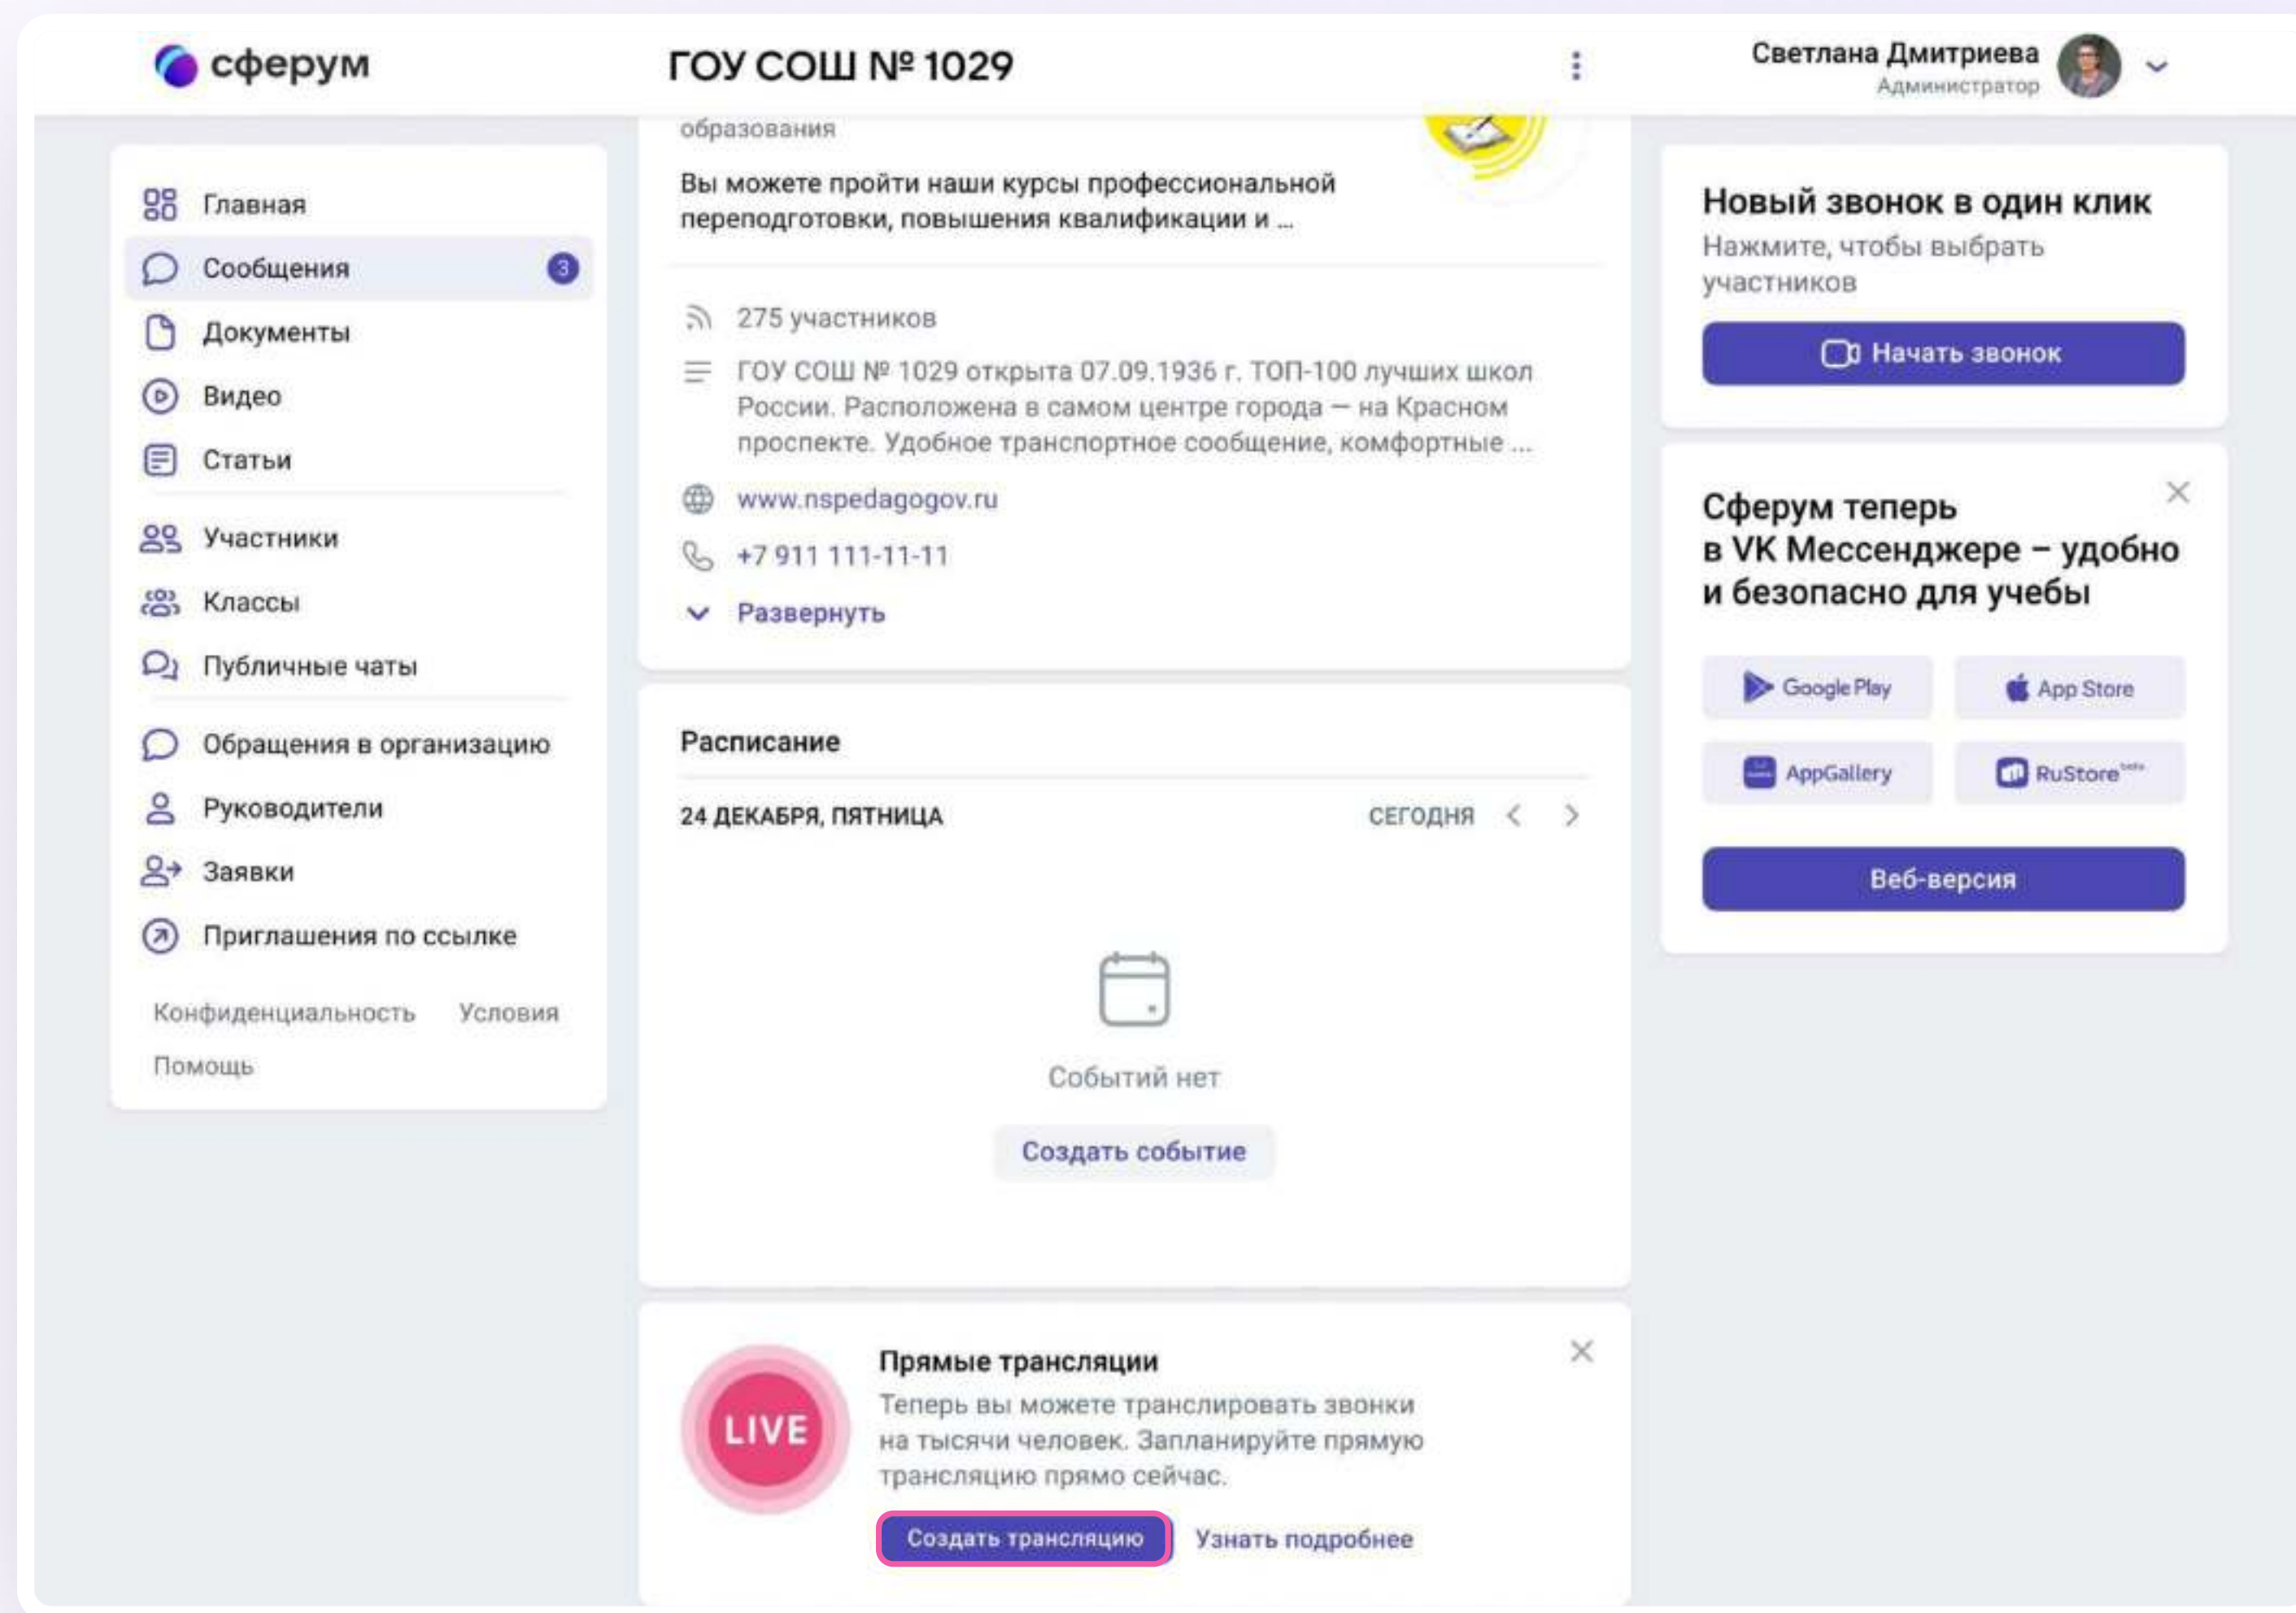 сферум
ГОУ СОШ № 1029
Светлана Дмитриева
Администратор
Главная
Сообщения 3
Документы
Видео
Статьи
Участники
Классы
Публичные чаты
Обращения в организацию
Руководители
Заявки
Приглашения по ссылке
Конфиденциальность Условия
Помощь
образования
Вы можете пройти наши курсы профессиональной
переподготовки, повышения квалификации и ...
275 участников
ГОУ СОШ № 1029 открыта 07.09.1936 г. ТОП-100 лучших школ
России. Расположена в самом центре города — на Красном
проспекте. Удобное транспортное сообщение, комфортные ...
www.nspedagogov.ru
+7 911 111-11-11
Развернуть
Расписание
24 ДЕКАБРЯ, ПЯТНИЦА СЕГОДНЯ
Событий нет
Создать событие
LIVE
Прямые трансляции
Теперь вы можете транслировать звонки
на тысячи человек. Запланируйте прямую
трансляцию прямо сейчас.
Создать трансляцию Узнать подробнее
Новый звонок в один клик
Нажмите, чтобы выбрать
участников
Начать звонок
Сферум теперь
в VK Мессенджере – удобно
и безопасно для учебы
Google Play App Store
AppGallery RuStore beta
Веб-версия